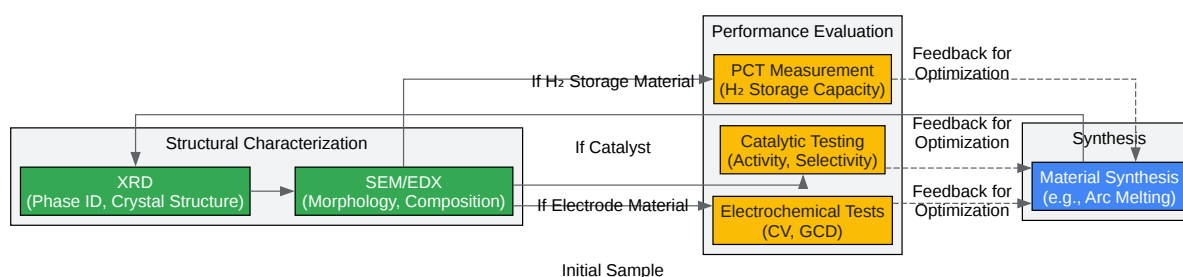 Performance Evaluation
PCT Measurement
(H₂ Storage Capacity)
Feedback for
Optimization
If H₂ Storage Material
Structural Characterization
XRD
(Phase ID, Crystal Structure)
SEM/EDX
(Morphology, Composition)
If Catalyst
Catalytic Testing
(Activity, Selectivity)
Feedback for
Optimization
Synthesis
Material Synthesis
(e.g., Arc Melting)
If Electrode Material
Electrochemical Tests
(CV, GCD)
Feedback for
Optimization
Initial Sample